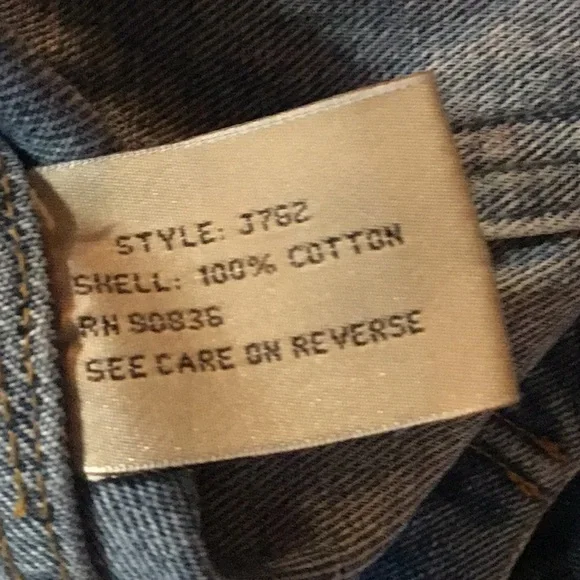 STYLE: J762
SHELL: 100% COTTON
RN 90836
SEE CARE ON REVERSE